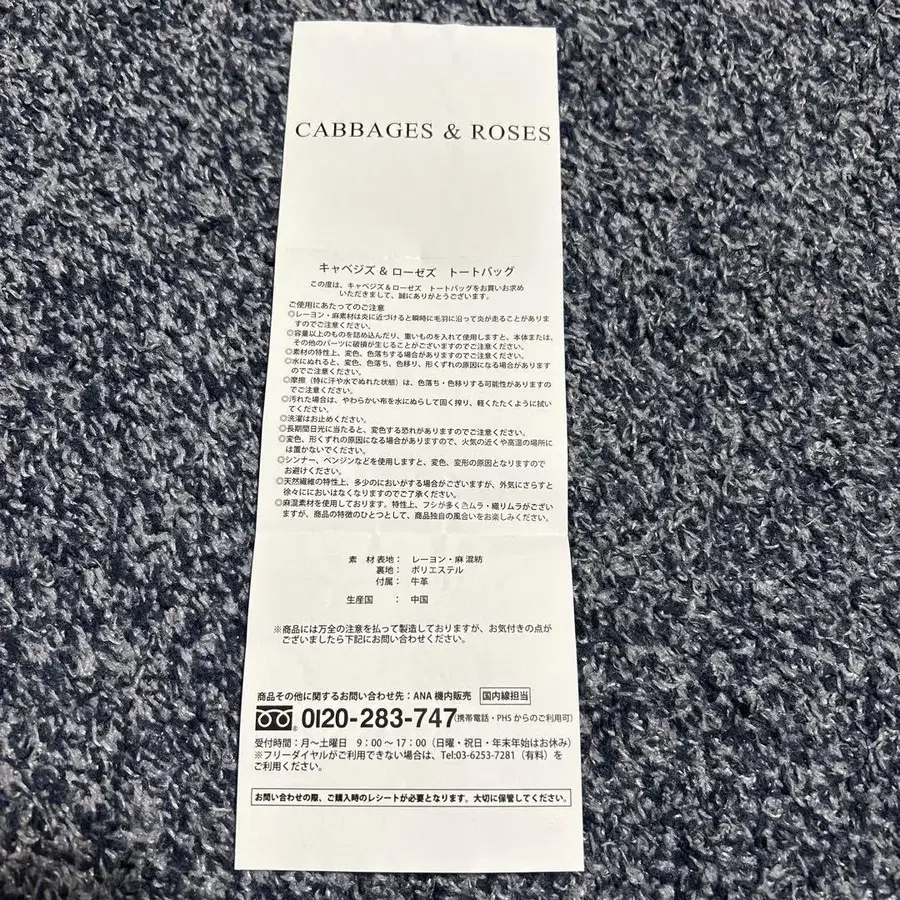 CABBAGES & ROSES
キャベジズ & ローゼズ　トートバッグ
この度は、キャベジズ&ローゼズ　トートバッグをお買いお求め
いただきまして、誠にありがとうございます。
ご使用にあたってのご注意
◎レーヨン・麻素材は炎に近づけると瞬時に毛羽に沿って炎が走ることがありま
すのでご注意ください。
◎容量以上のものを詰め込んだり、重いものを入れて使用しますと、本体または、
その他のパーツに破損が生じることがございますのでご注意ください。
◎素材の特性上、変色、色落ちする場合がありますのでご注意ください。
◎水にぬれると、変色、色落ち、色移り、形くずれの原因になる場合があります
のでご注意ください。
◎摩擦（特に汗や水でぬれた状態）は、色落ち・色移りする可能性がありますの
でご注意ください。
◎汚れた場合は、やわらかい布を水にぬらして固く搾り、軽くたたくように拭い
てください。
◎洗濯はお止めください。
◎長期間日光に当たると、変色する恐れがありますのでご注意ください。
◎変色、形くずれの原因になる場合がありますので、火気の近くや高温の場所に
は置かないでください。
◎シンナー、ベンジンなどを使用しますと、変色、変形の原因となりますので
お避けください。
◎天然繊維の特性上、多少のにおいがする場合がございますが、外気にさらすと
徐々ににおいはなくなりますのでご了承ください。
◎麻混素材を使用しております。特性上、フシが多く色ムラ・織りムラがござい
ますが、商品の特徴のひとつとして、商品独自の風合いをお楽しみください。
素 材 表地： レーヨン・麻 混紡
裏地： ポリエステル
付属： 牛革
生産国 ： 中国
※商品には万全の注意を払って製造しておりますが、お気付きの点が
ございましたら下記にお問い合わせください。
商品その他に関するお問い合わせ先：ANA 機内販売 国内線担当
0120-283-747(携帯電話・PHS からのご利用可)
受付時間：月～土曜日　9：00～17：00（日曜・祝日・年末年始はお休み）
※フリーダイヤルがご利用できない場合は、Tel:03-6253-7281（有料）を
ご利用ください。
お問い合わせの際、ご購入時のレシートが必要となります。大切に保管してください。